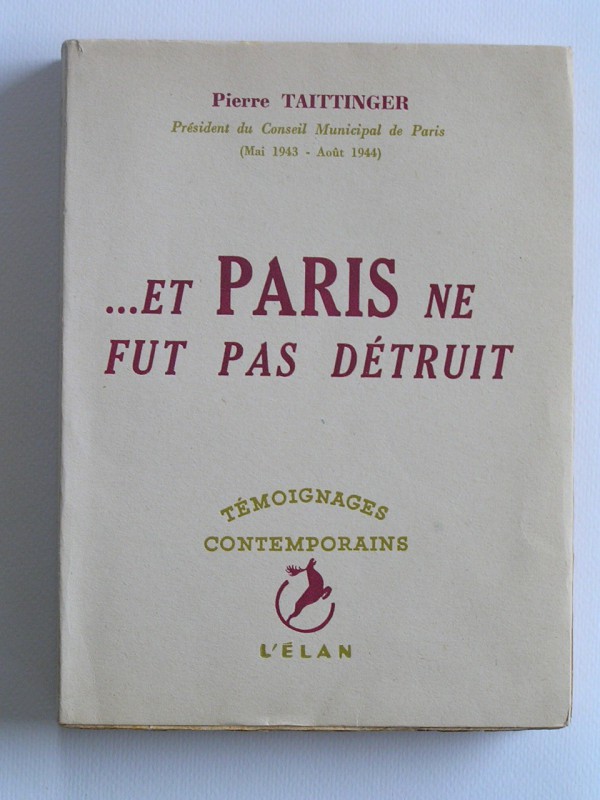 Pierre TAITTINGER
Président du Conseil Municipal de Paris
(Mai 1943 - Août 1944)
...ET PARIS NE
FUT PAS DÉTRUIT
TÉMOIGNAGES
CONTEMPORAINS
L'ÉLAN